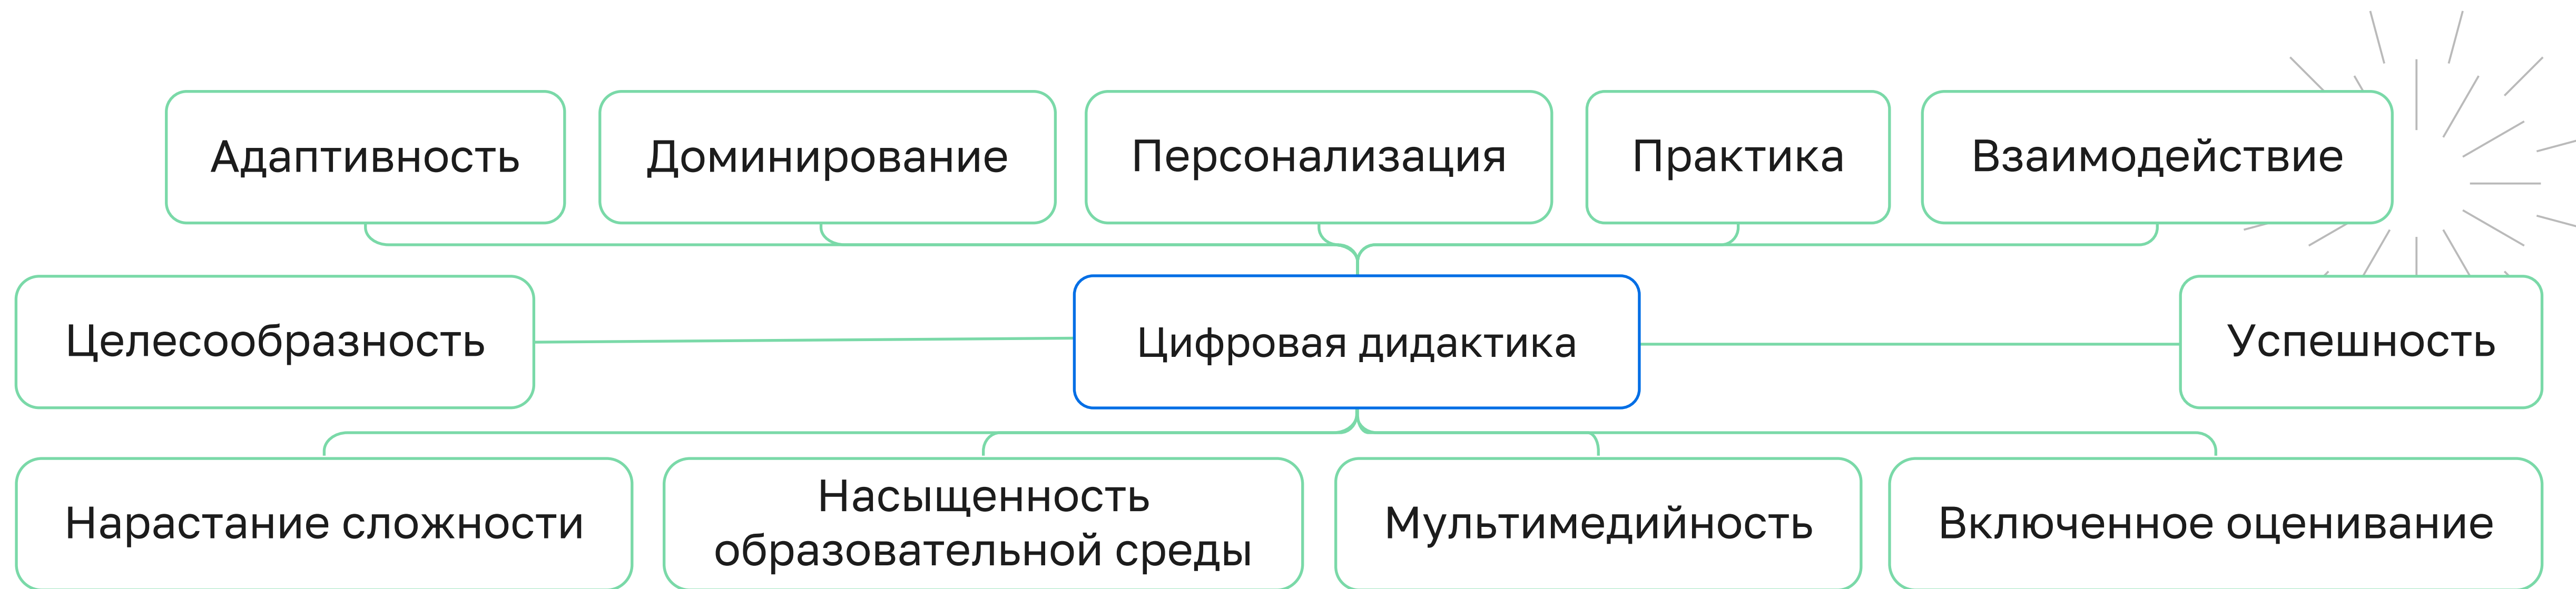 Адаптивность
Доминирование
Персонализация
Практика
Взаимодействие
Целесообразность
Цифровая дидактика
Успешность
Нарастание сложности
Насыщенность
образовательной среды
Мультимедийность
Включенное оценивание